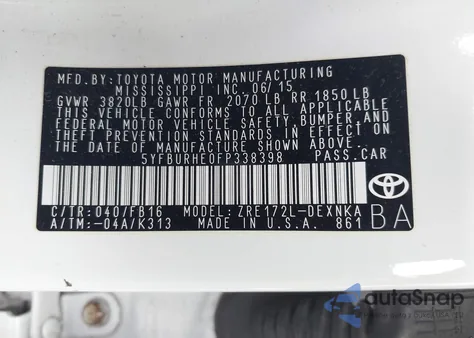 MFD.BY: TOYOTA MOTOR MANUFACTURING
MISSISSIPPI INC. 06/15
GVWR 3820LB GAWR FR 2070 LB RR 1850 LB
THIS VEHICLE CONFORMS TO ALL APPLICABLE
FEDERAL MOTOR VEHICLE SAFETY, BUMPER, AND
THEFT PREVENTION STANDARDS IN EFFECT ON
THE DATE OF MANUFACTURE SHOWN ABOVE.
5YFBURHE0FP338398 PASS.CAR
C/TR: 040/FB16 MODEL: ZRE172L-DEXNKA
A/TM: -04A/K313 MADE IN U.S.A. 861
BA
autoSnap